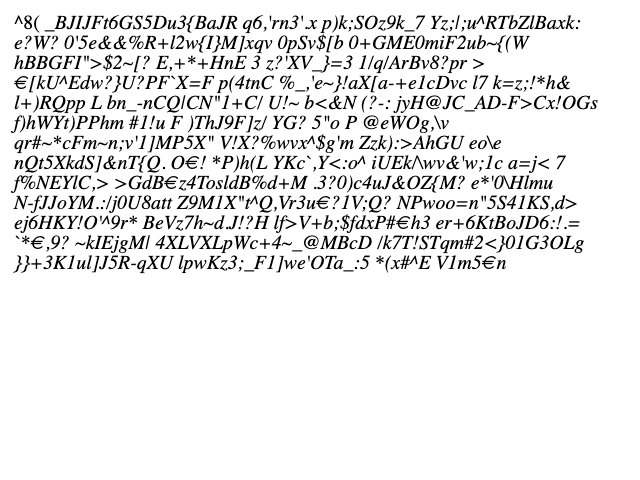 ^8( _BJIJFt6GS5Du3{BaJR q6,'rn3'.x p)k;SOz9k_7 Yz;|;u^RTbZlBaxk:
e?W? 0'5e&&%R+l2w{I}M]xqv 0pSv$[b 0+GME0miF2ub~{(W
hBBGFI">$2~[? E,+*+HnE 3 z?'XV_}=3 1/q/ArBv8?pr >
€[kU^Edw?}U?PF`X=F p(4tnC %_,'e~}!aX[a-+e1cDvc l7 k=z;!*h&
l+)RQpp L bn_-nCQ|CN"1+C/ U!~ b<&N (?-: jyH@JC_AD-F>Cx!OGs
f)hWYt)PPhm #1!u F )ThJ9F]z/ YG? 5"o P @eWOg,\v
qr#~*cFm~n;v'1]MP5X" V!X?%wvx^$g'm Zzk):>AhGU eo\e
nQt5XkdS]&nT{Q. O€! *P)h(L YKc`,Y<:o^ iUEk/\wv&'w;1c a=j< 7
f%NEYlC,> >GdB€z4TosldB%d+M .3?0)c4uJ&OZ{M? e*'0\Hlmu
N-fJJoYM.:/j0U8att Z9M1X"t^Q,Vr3u€?1V;Q? NPwoo=n"5S41KS,d>
ej6HKY!O'^9r* BeVz7h~d.J!?H lf>V+b;$fdxP#€h3 er+6KtBoJD6:!.=
`*€,9? ~kIEjgM| 4XLVXLpWc+4~_@MBcD /k7T!STqm#2<}01G3OLg
}}+3K1ul]J5R-qXU lpwKz3;_F1]we'OTa_:5 *(x#^E V1m5€n